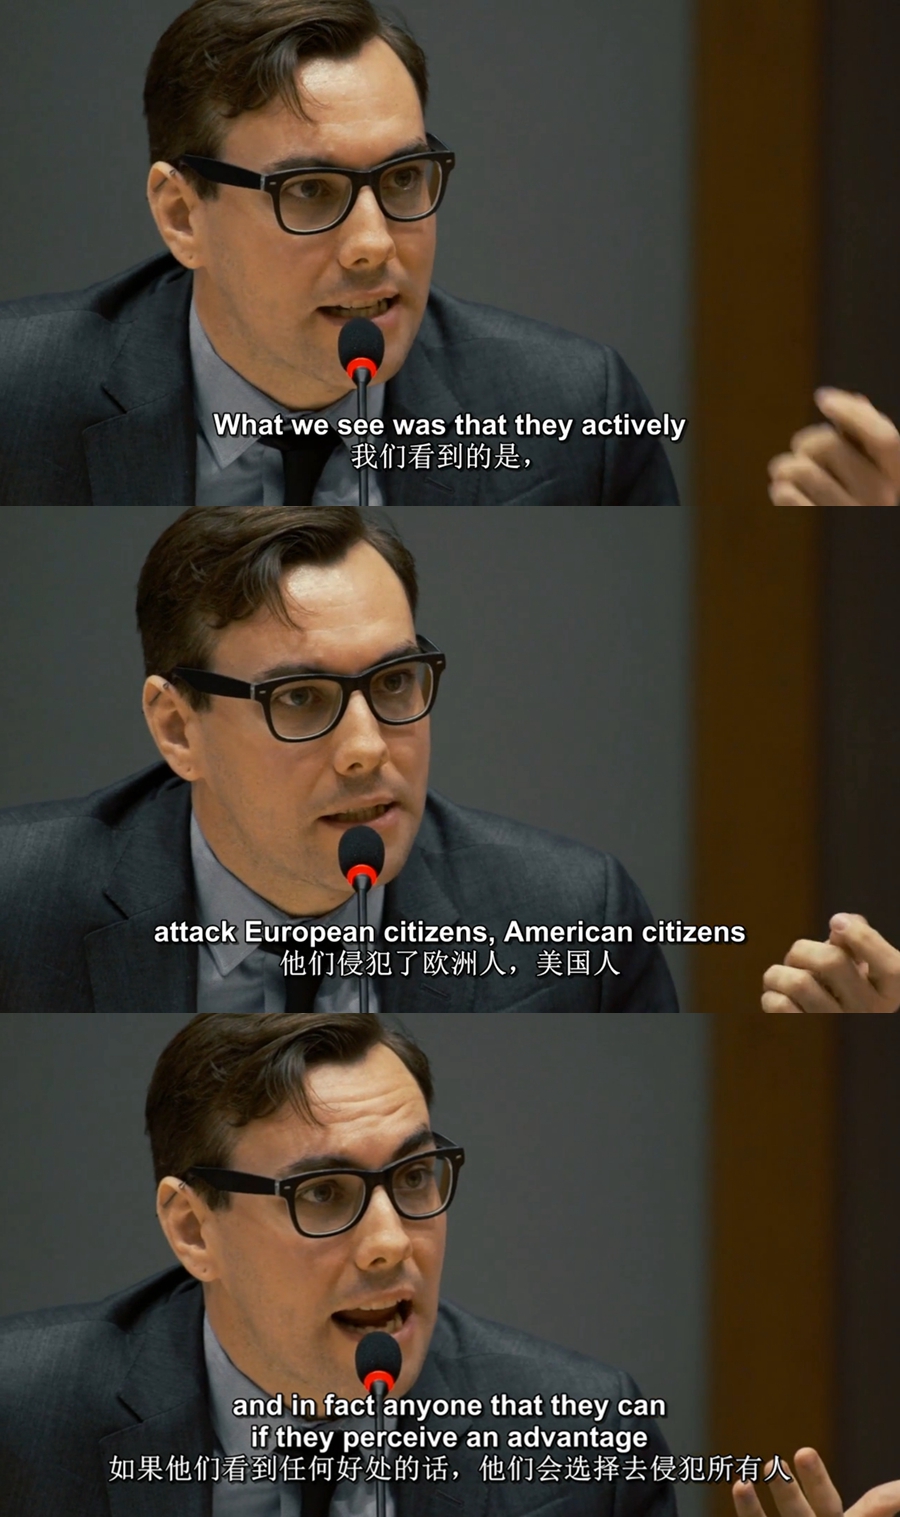 What we see was that they actively
我们看到的是，
attack European citizens, American citizens
他们侵犯了欧洲人，美国人
and in fact anyone that they can
if they perceive an advantage
如果他们看到任何好处的话，他们会选择去侵犯所有人